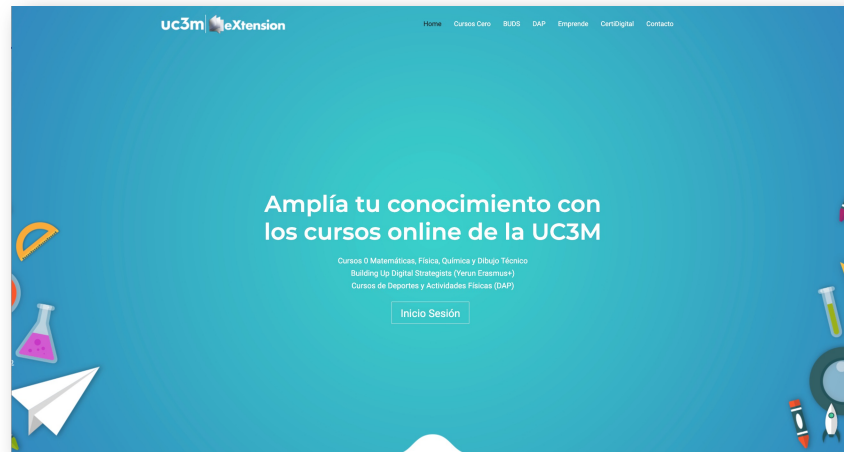 uc3m eXtension
Home Cursos Cero BUDS DAP Emprende CertiDigital Contacto
Amplía tu conocimiento con
los cursos online de la UC3M
Cursos 0 Matemáticas, Física, Química y Dibujo Técnico
Building Up Digital Strategists (Yerun Erasmus+)
Cursos de Deportes y Actividades Físicas (DAP)
Inicio Sesión